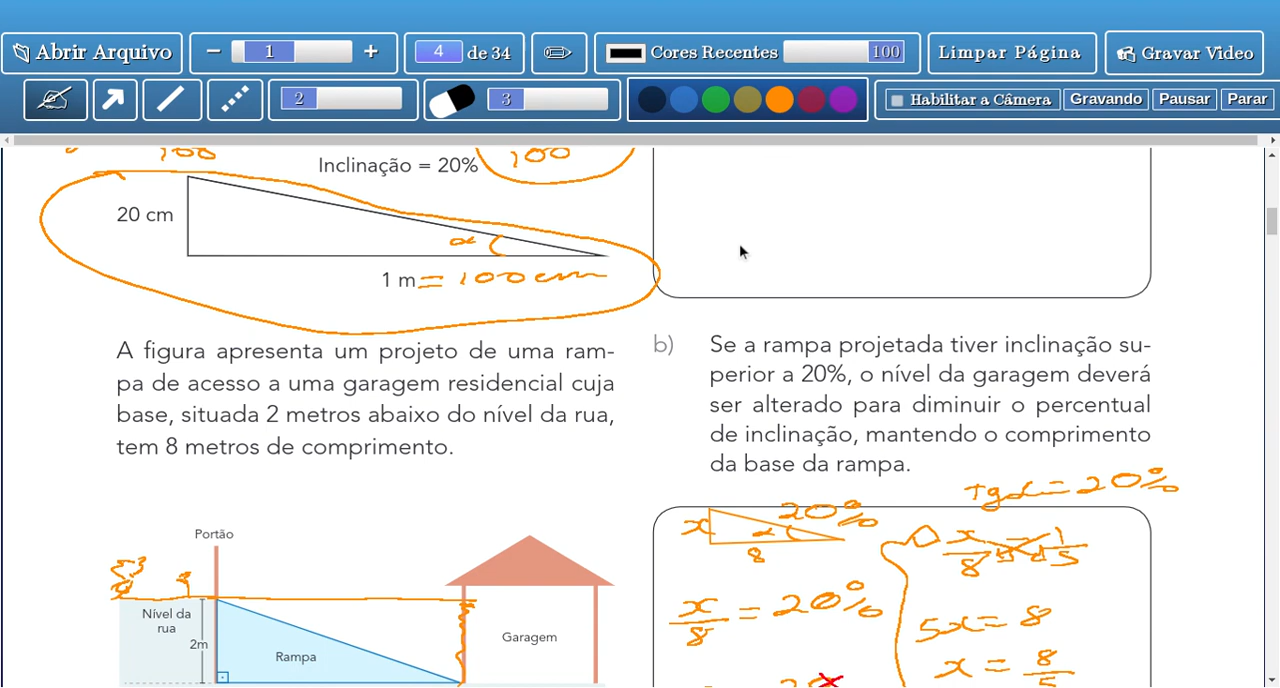 Abrir Arquivo
− 1 +
4 de 34
Cores Recentes 100
Limpar Página
Gravar Video
2
3
Habilitar a Câmera
Gravando
Pausar
Parar
100
Inclinação = 20%
100
20 cm
α
1 m = 100 cm
A figura apresenta um projeto de uma ram-
pa de acesso a uma garagem residencial cuja
base, situada 2 metros abaixo do nível da rua,
tem 8 metros de comprimento.
Portão
Nível da
rua
2m
Rampa
Garagem
b) Se a rampa projetada tiver inclinação su-
perior a 20%, o nível da garagem deverá
ser alterado para diminuir o percentual
de inclinação, mantendo o comprimento
da base da rampa.
Tgα = 20%
x
20%
α
8
x/8 = 20%
x/8 = 1/5
5x = 8
x = 8/5